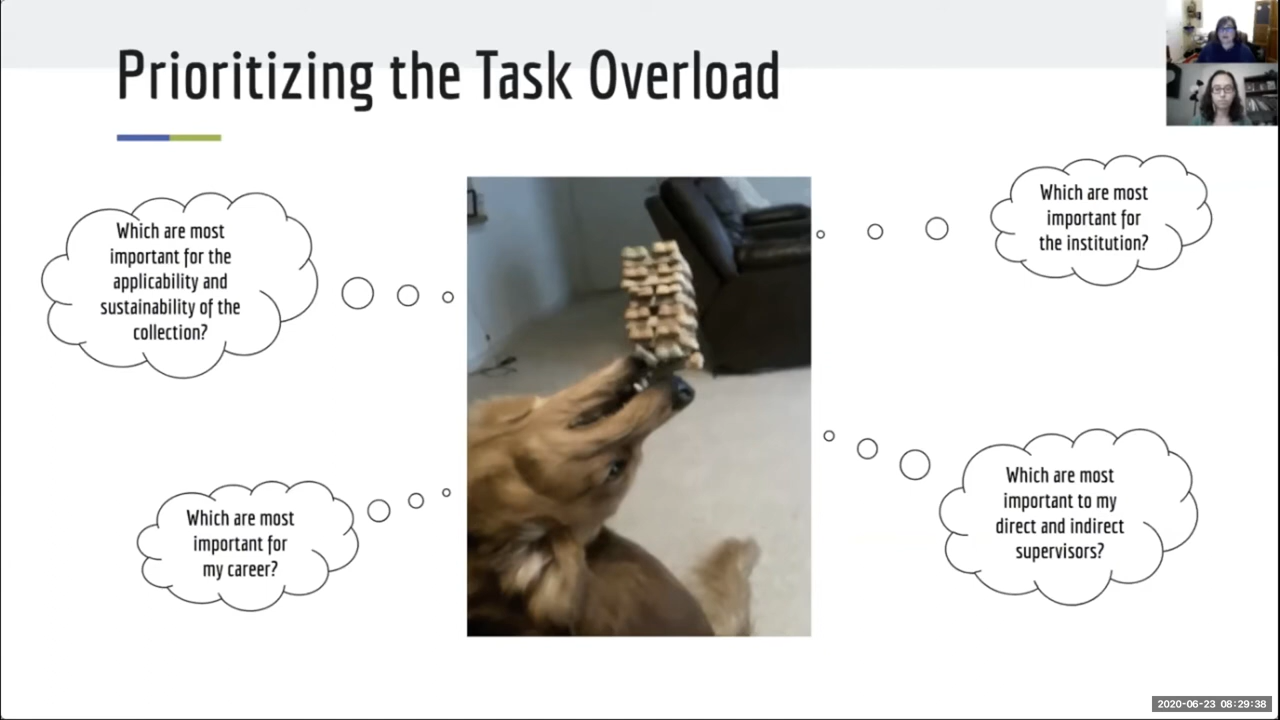 Prioritizing the Task Overload
Which are most
important for the
applicability and
sustainability of the
collection?
Which are most
important for
the institution?
Which are most
important for
my career?
Which are most
important to my
direct and indirect
supervisors?
2020-06-23 08:29:38